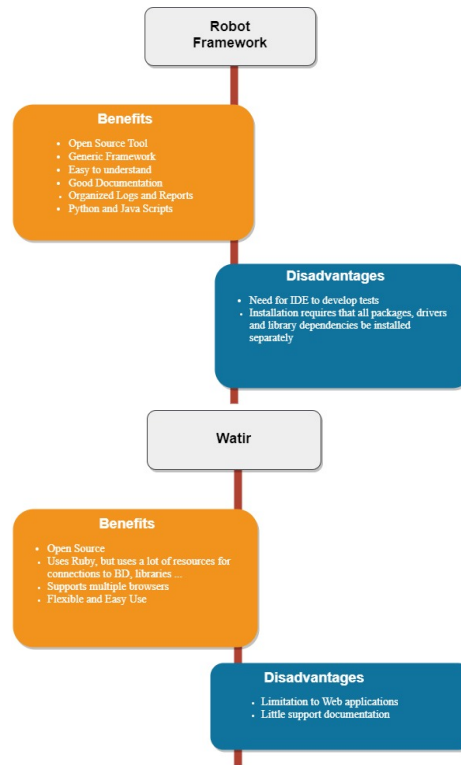 Robot
Framework
Benefits
• Open Source Tool
• Generic Framework
• Easy to understand
• Good Documentation
• Organized Logs and Reports
• Python and Java Scripts
Disadvantages
• Need for IDE to develop tests
• Installation requires that all packages, drivers
and library dependencies be installed
separately
Watir
Benefits
• Open Source
• Uses Ruby, but uses a lot of resources for
connections to BD, libraries ...
• Supports multiple browsers
• Flexible and Easy Use
Disadvantages
• Limitation to Web applications
• Little support documentation